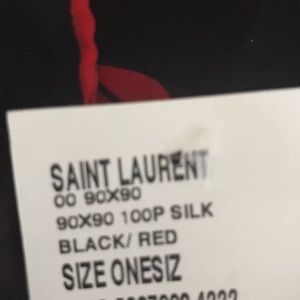 SAINT LAURENT
00 90X90
90X90 100P SILK
BLACK/ RED
SIZE ONESIZ